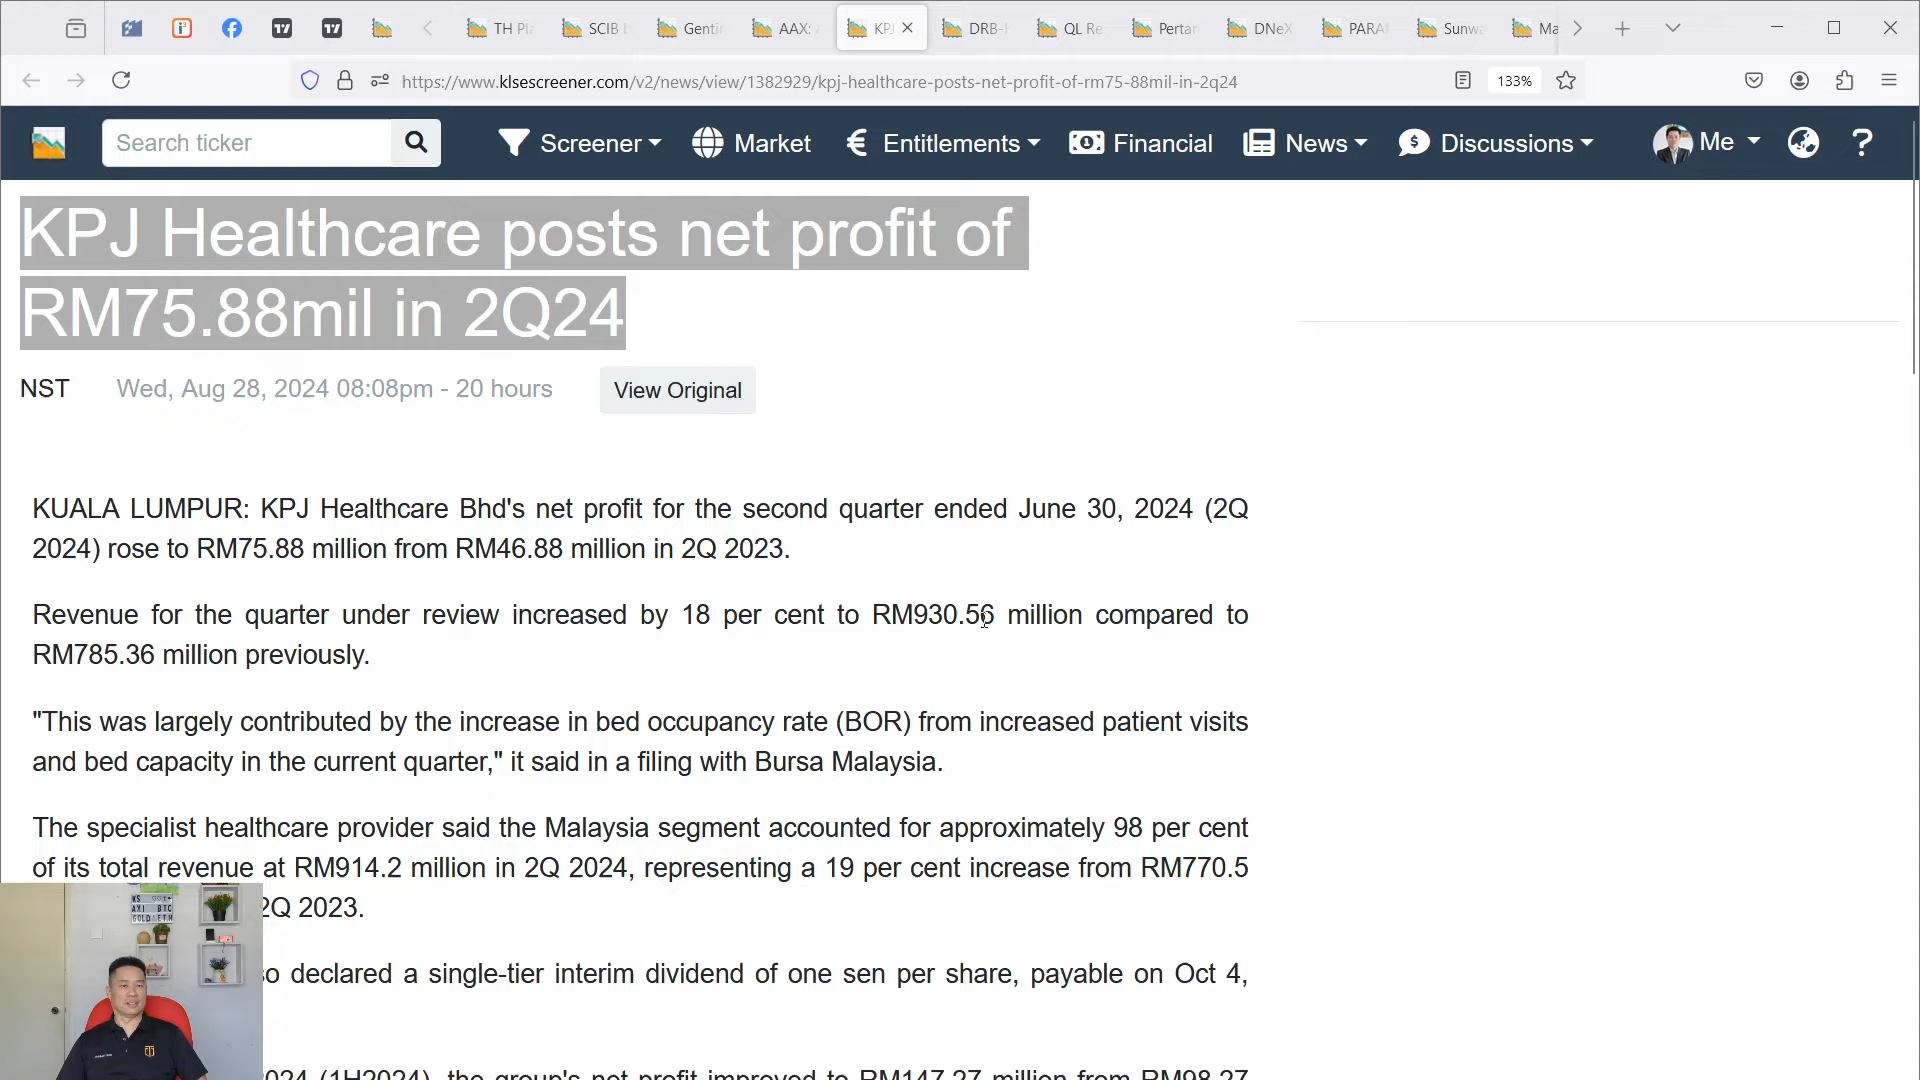 TH Pl
SCIB b
Genti
AAX: A
KPJ
DRB-H
QL Re
Pertan
DNeX
PARA
Sunwa
Ma
https://www.klsescreener.com/v2/news/view/1382929/kpj-healthcare-posts-net-profit-of-rm75-88mil-in-2q24
133%
Search ticker
Screener
Market
€ Entitlements
Financial
News
Discussions
Me
?
KPJ Healthcare posts net profit of
RM75.88mil in 2Q24
NST
Wed, Aug 28, 2024 08:08pm - 20 hours
View Original
KUALA LUMPUR: KPJ Healthcare Bhd's net profit for the second quarter ended June 30, 2024 (2Q
2024) rose to RM75.88 million from RM46.88 million in 2Q 2023.
Revenue for the quarter under review increased by 18 per cent to RM930.56 million compared to
RM785.36 million previously.
"This was largely contributed by the increase in bed occupancy rate (BOR) from increased patient visits
and bed capacity in the current quarter," it said in a filing with Bursa Malaysia.
The specialist healthcare provider said the Malaysia segment accounted for approximately 98 per cent
of its total revenue at RM914.2 million in 2Q 2024, representing a 19 per cent increase from RM770.5
2Q 2023.
so declared a single-tier interim dividend of one sen per share, payable on Oct 4,
2024 (1H2024), the group's net profit improved to RM147.27 million from RM98.27
AXI BTC
GOLD ETH